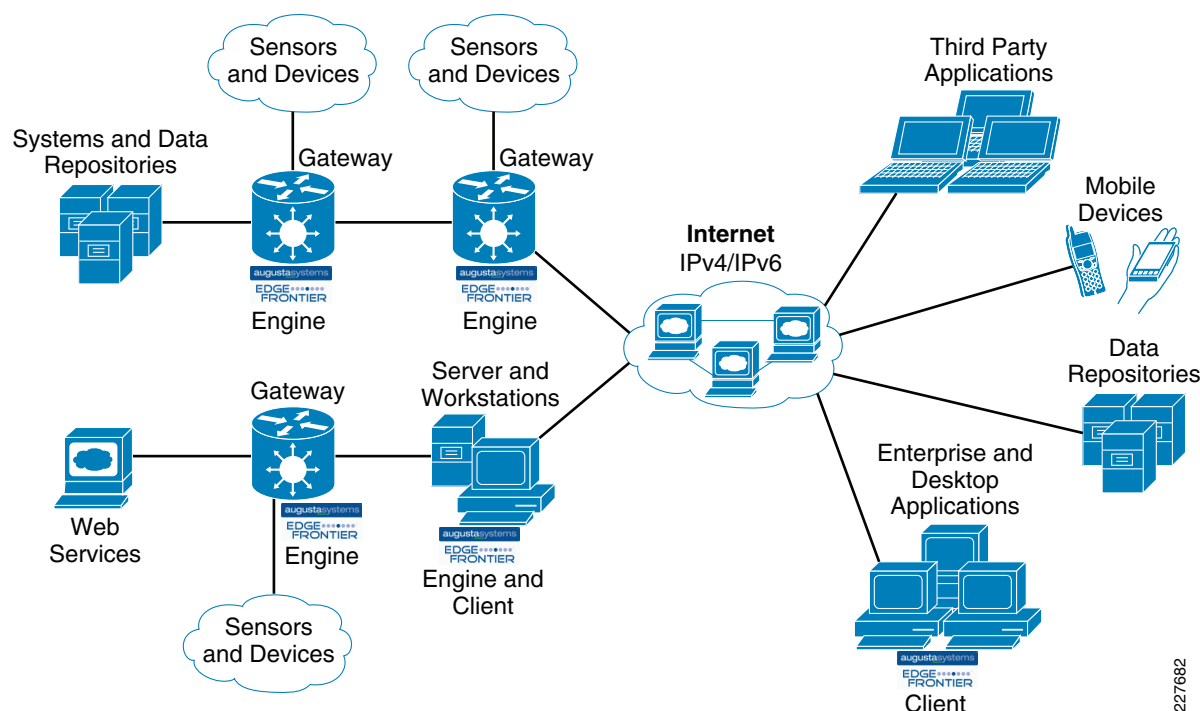 Sensors
and Devices
Sensors
and Devices
Third Party
Applications
Systems and Data
Repositories
Gateway
Gateway
Mobile
Devices
Internet
IPv4/IPv6
augustasystems
EDGE
FRONTIER
Engine
augustasystems
EDGE
FRONTIER
Engine
Data
Repositories
Server and
Workstations
Gateway
Enterprise and
Desktop
Applications
Web
Services
augustasystems
EDGE
FRONTIER
Engine
augustasystems
EDGE
FRONTIER
Engine and
Client
Sensors
and Devices
augustasystems
EDGE
FRONTIER
Client
227682